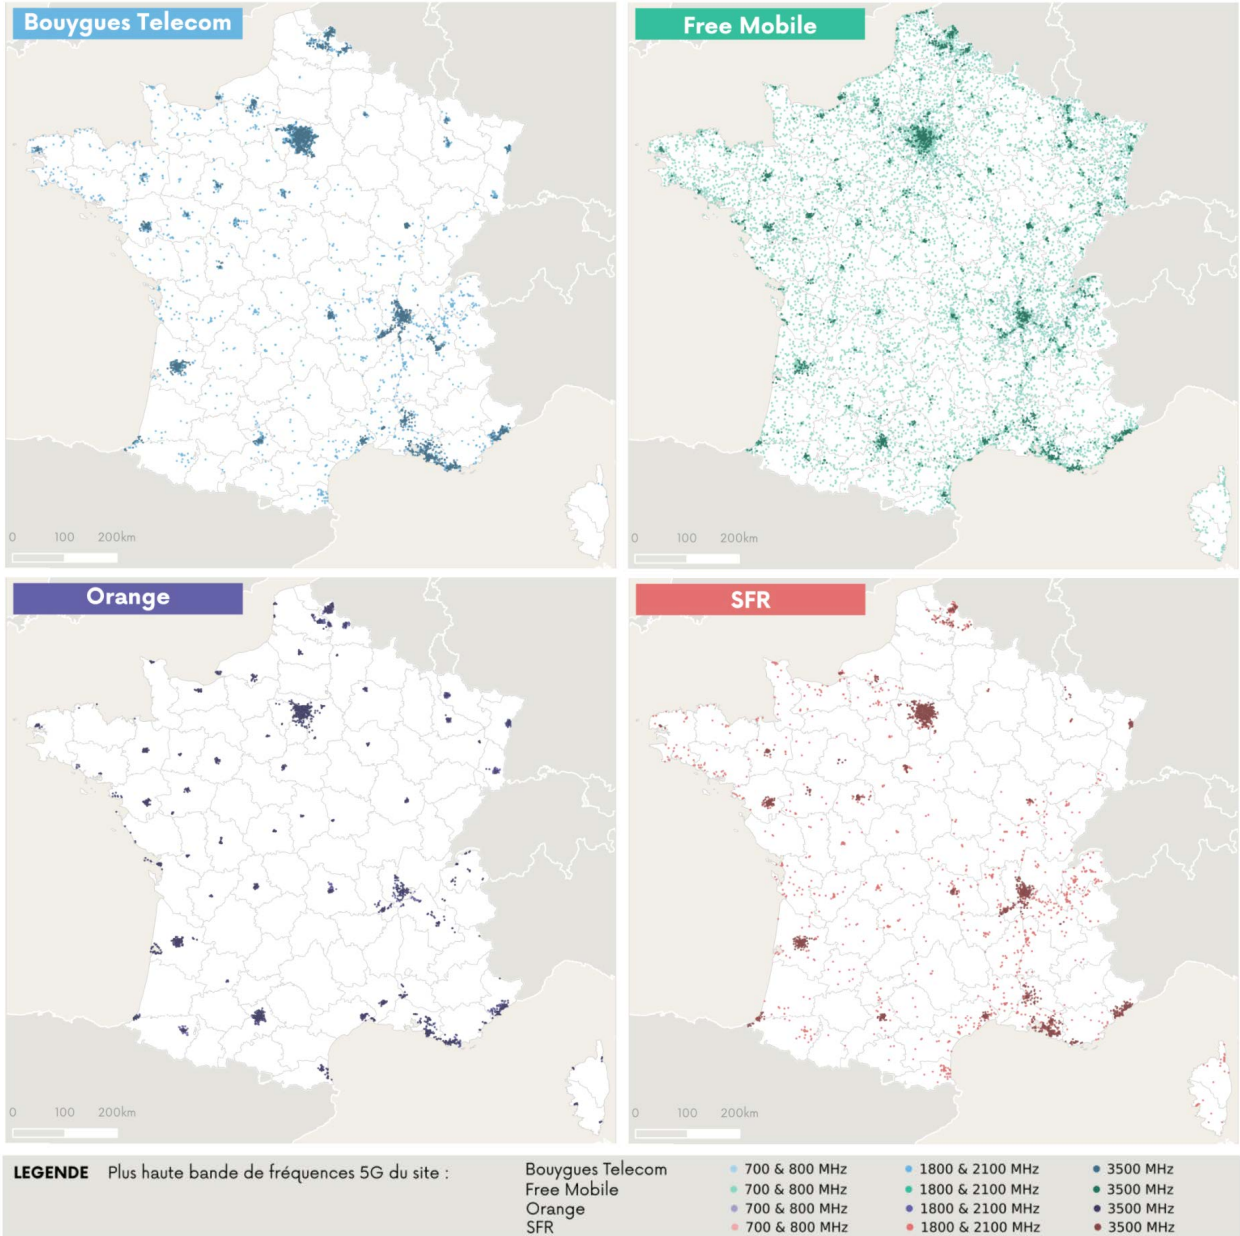 Bouygues Telecom
Free Mobile
0 100 200km
0 100 200km
Orange
SFR
0 100 200km
0 100 200km
LEGENDE Plus haute bande de fréquences 5G du site :
Bouygues Telecom 700 & 800 MHz 1800 & 2100 MHz 3500 MHz
Free Mobile 700 & 800 MHz 1800 & 2100 MHz 3500 MHz
Orange 700 & 800 MHz 1800 & 2100 MHz 3500 MHz
SFR 700 & 800 MHz 1800 & 2100 MHz 3500 MHz